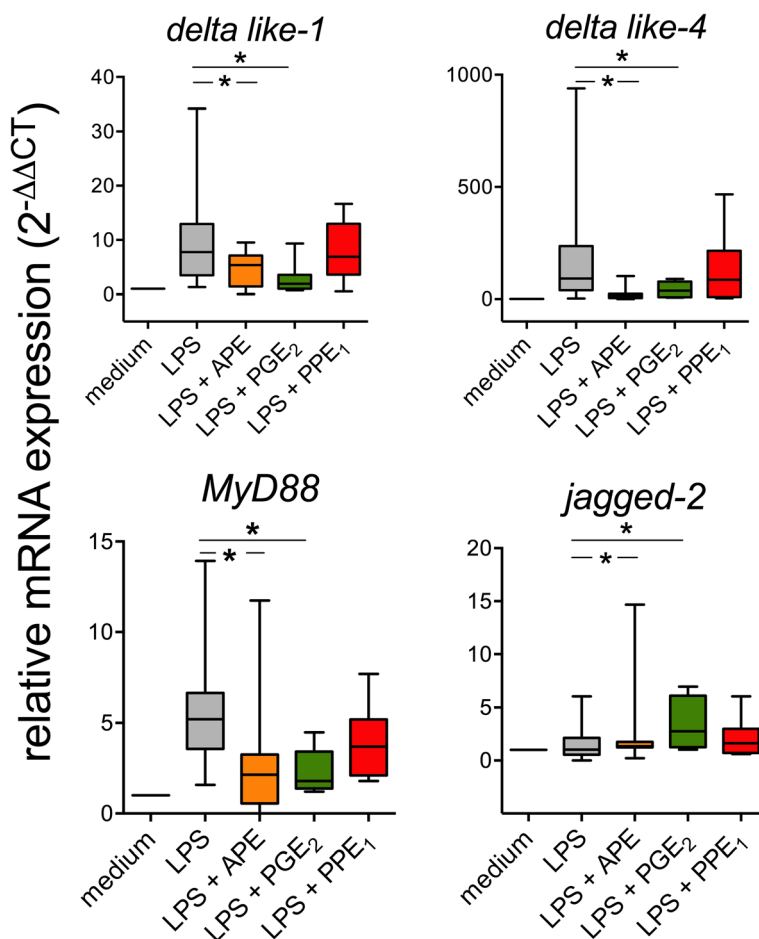 relative mRNA expression (2^-ΔΔCT)
delta like-1
*
*
40
30
20
10
0
medium
LPS
LPS + APE
LPS + PGE₂
LPS + PPE₁
delta like-4
*
*
1000
500
0
medium
LPS
LPS + APE
LPS + PGE₂
LPS + PPE₁
MyD88
*
*
15
10
5
0
medium
LPS
LPS + APE
LPS + PGE₂
LPS + PPE₁
jagged-2
*
*
20
15
10
5
0
medium
LPS
LPS + APE
LPS + PGE₂
LPS + PPE₁